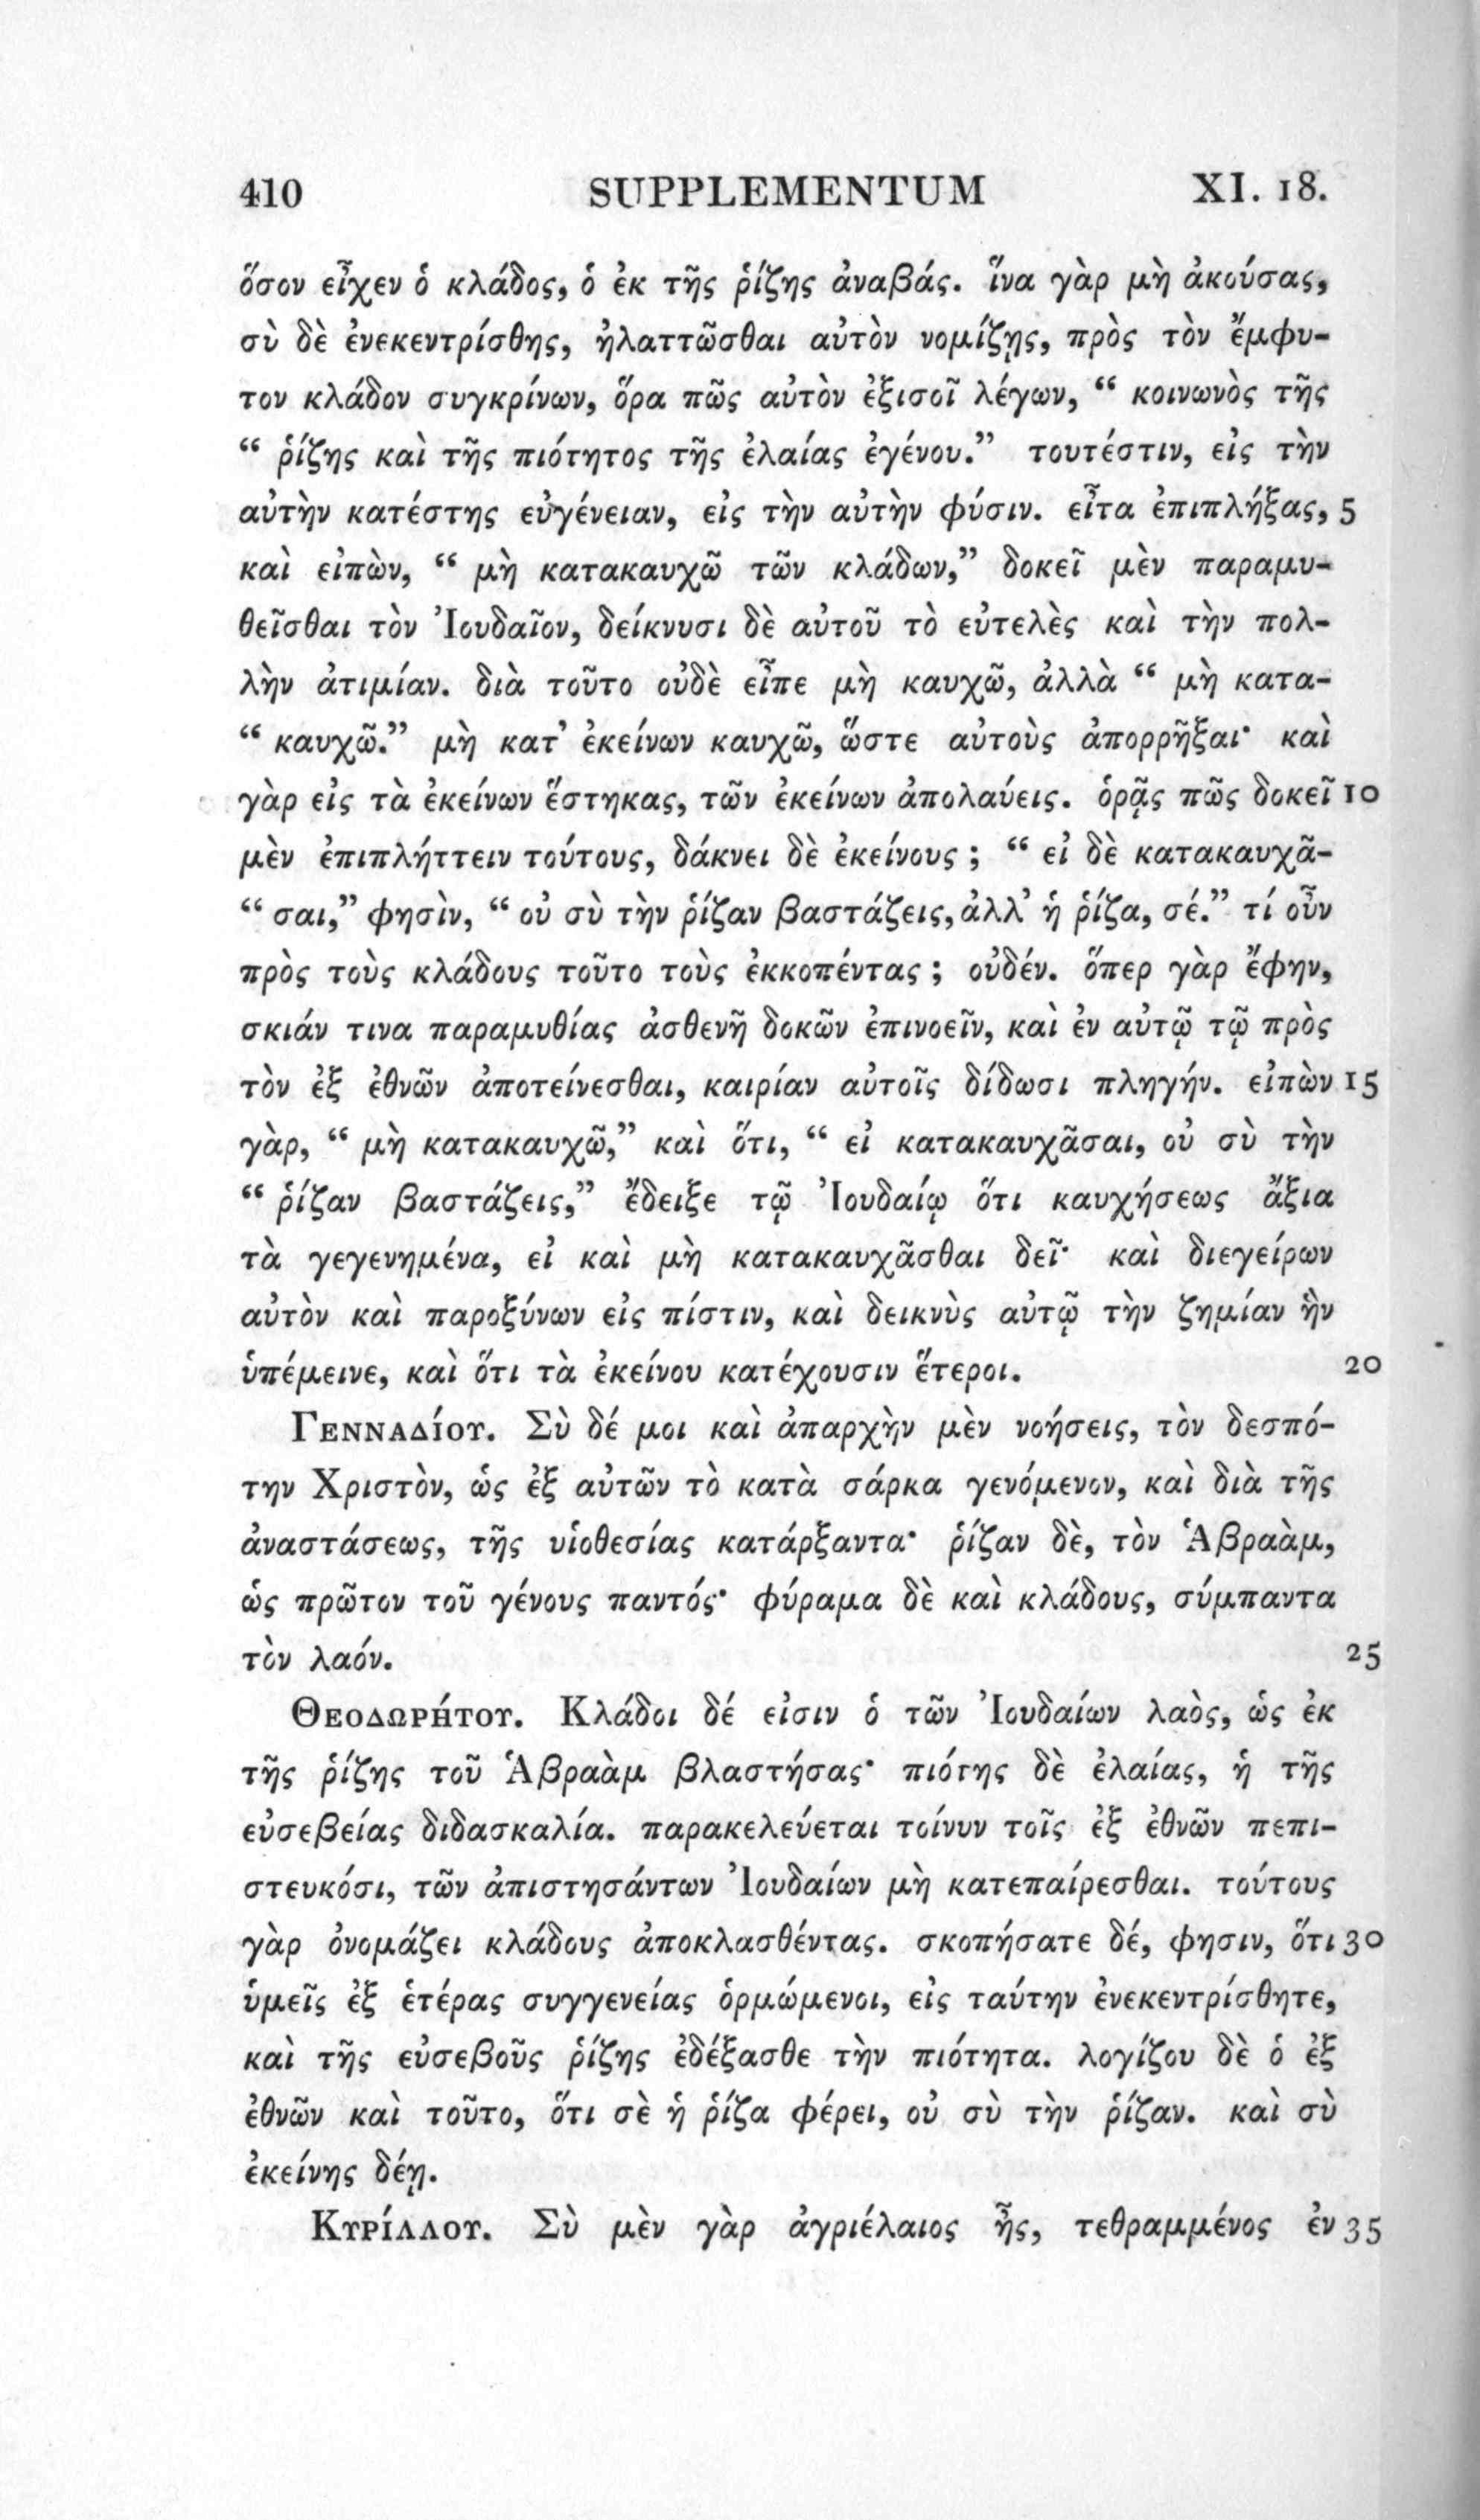 410 SUPPLEMENTUM XI. 18.
ὅσον εἶχεν ὁ κλάδος, ὁ ἐκ τῆς ῥίζης ἀναβάς. ἵνα γὰρ μὴ ἀκούσας,
σὺ δὲ ἐνεκεντρίσθης, ἠλαττῶσθαι αὐτὸν νομίζῃς, πρὸς τὸν ἔμφυ-
τον κλάδον συγκρίνων, ὅρα πῶς αὐτὸν ἐξισοῖ λέγων, “ κοινωνὸς τῆς
“ ῥίζης καὶ τῆς πιότητος τῆς ἐλαίας ἐγένου.” τουτέστιν, εἰς τὴν
αὐτὴν κατέστης εὐγένειαν, εἰς τὴν αὐτὴν φύσιν. εἶτα ἐπιπλήξας, 5
καὶ εἰπὼν, “ μὴ κατακαυχῶ τῶν κλάδων,” δοκεῖ μὲν παραμυ-
θεῖσθαι τὸν Ἰουδαῖον, δείκνυσι δὲ αὐτοῦ τὸ εὐτελὲς καὶ τὴν πολ-
λὴν ἀτιμίαν. διὰ τοῦτο οὐδὲ εἶπε μὴ καυχῶ, ἀλλὰ “ μὴ κατα-
“ καυχῶ.” μὴ κατ’ ἐκείνων καυχῶ, ὥστε αὐτοὺς ἀπορρῆξαι· καὶ
γὰρ εἰς τὰ ἐκείνων ἕστηκας, τῶν ἐκείνων ἀπολαύεις. ὁρᾷς πῶς δοκεῖ 10
μὲν ἐπιπλήττειν τούτους, δάκνει δὲ ἐκείνους ; “ εἰ δὲ κατακαυχᾶ-
“ σαι,” φησὶν, “ οὐ σὺ τὴν ῥίζαν βαστάζεις, ἀλλ’ ἡ ῥίζα, σέ.” τί οὖν
πρὸς τοὺς κλάδους τοῦτο τοὺς ἐκκοπέντας ; οὐδέν. ὅπερ γὰρ ἔφην,
σκιάν τινα παραμυθίας ἀσθενῆ δοκῶν ἐπινοεῖν, καὶ ἐν αὐτῷ τῷ πρὸς
τὸν ἐξ ἐθνῶν ἀποτείνεσθαι, καιρίαν αὐτοῖς δίδωσι πληγήν. εἰπὼν 15
γὰρ, “ μὴ κατακαυχῶ,” καὶ ὅτι, “ εἰ κατακαυχᾶσαι, οὐ σὺ τὴν
“ ῥίζαν βαστάζεις,” ἔδειξε τῷ Ἰουδαίῳ ὅτι καυχήσεως ἄξια
τὰ γεγενημένα, εἰ καὶ μὴ κατακαυχᾶσθαι δεῖ· καὶ διεγείρων
αὐτὸν καὶ παροξύνων εἰς πίστιν, καὶ δεικνὺς αὐτῷ τὴν ζημίαν ἣν
ὑπέμεινε, καὶ ὅτι τὰ ἐκείνου κατέχουσιν ἕτεροι. 20
Γενναδίου. Σὺ δέ μοι καὶ ἀπαρχὴν μὲν νοήσεις, τὸν δεσπό-
την Χριστὸν, ὡς ἐξ αὐτῶν τὸ κατὰ σάρκα γενόμενον, καὶ διὰ τῆς
ἀναστάσεως, τῆς υἱοθεσίας κατάρξαντα· ῥίζαν δὲ, τὸν Ἁβραὰμ,
ὡς πρῶτον τοῦ γένους παντός· φύραμα δὲ καὶ κλάδους, σύμπαντα
τὸν λαόν. 25
Θεοδωρήτου. Κλάδοι δέ εἰσιν ὁ τῶν Ἰουδαίων λαὸς, ὡς ἐκ
τῆς ῥίζης τοῦ Ἁβραὰμ βλαστήσας· πιότης δὲ ἐλαίας, ἡ τῆς
εὐσεβείας διδασκαλία. παρακελεύεται τοίνυν τοῖς ἐξ ἐθνῶν πεπι-
στευκόσι, τῶν ἀπιστησάντων Ἰουδαίων μὴ κατεπαίρεσθαι. τούτους
γὰρ ὀνομάζει κλάδους ἀποκλασθέντας. σκοπήσατε δέ, φησιν, ὅτι 30
ὑμεῖς ἐξ ἑτέρας συγγενείας ὁρμώμενοι, εἰς ταύτην ἐνεκεντρίσθητε,
καὶ τῆς εὐσεβοῦς ῥίζης ἐδέξασθε τὴν πιότητα. λογίζου δὲ ὁ ἐξ
ἐθνῶν καὶ τοῦτο, ὅτι σὲ ἡ ῥίζα φέρει, οὐ σὺ τὴν ῥίζαν. καὶ σὺ
ἐκείνης δέῃ.
Κυρίλλου. Σὺ μὲν γὰρ ἀγριέλαιος ἦς, τεθραμμένος ἐν 35